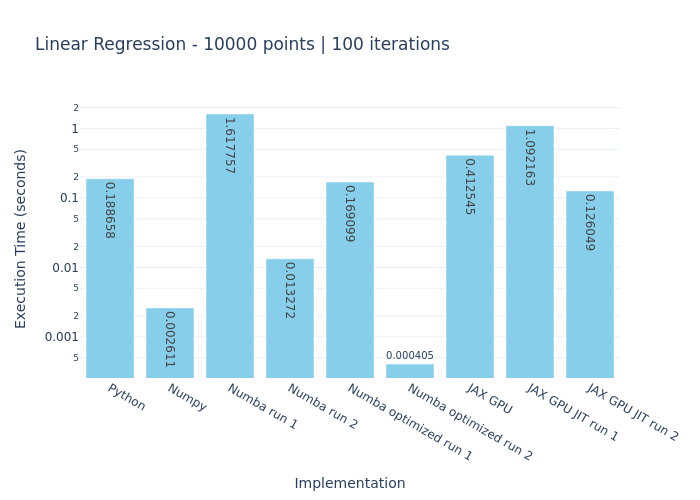 Linear Regression - 10000 points | 100 iterations
Execution Time (seconds)
2
1
5
2
0.1
5
2
0.01
5
2
0.001
5
0.188658
0.002611
1.617757
0.013272
0.169099
0.000405
0.412545
1.092163
0.126049
Python
Numpy
Numba run 1
Numba run 2
Numba optimized run 1
Numba optimized run 2
JAX GPU
JAX GPU JIT run 1
JAX GPU JIT run 2
Implementation